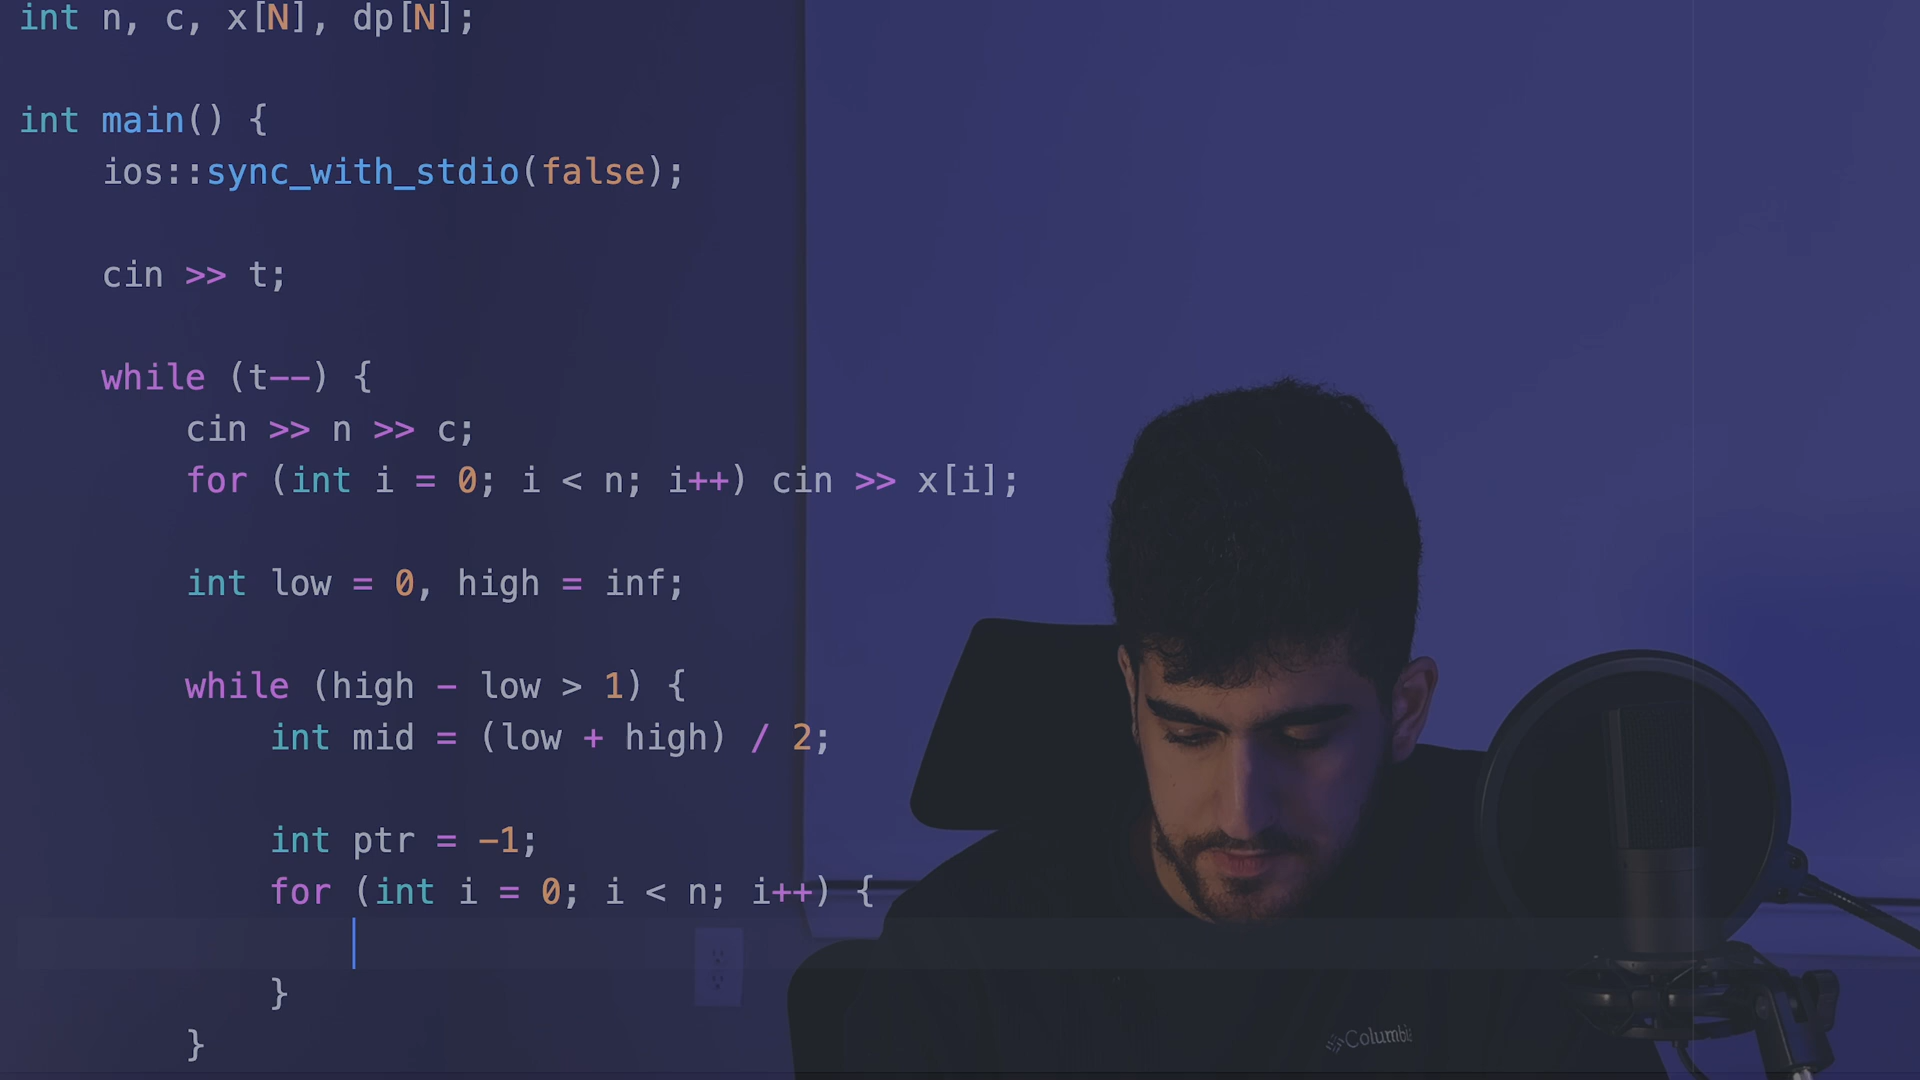 int n, c, x[N], dp[N];
int main() {
ios::sync_with_stdio(false);
cin >> t;
while (t--) {
cin >> n >> c;
for (int i = 0; i < n; i++) cin >> x[i];
int low = 0, high = inf;
while (high - low > 1) {
int mid = (low + high) / 2;
int ptr = -1;
for (int i = 0; i < n; i++) {
}
}
Columbia